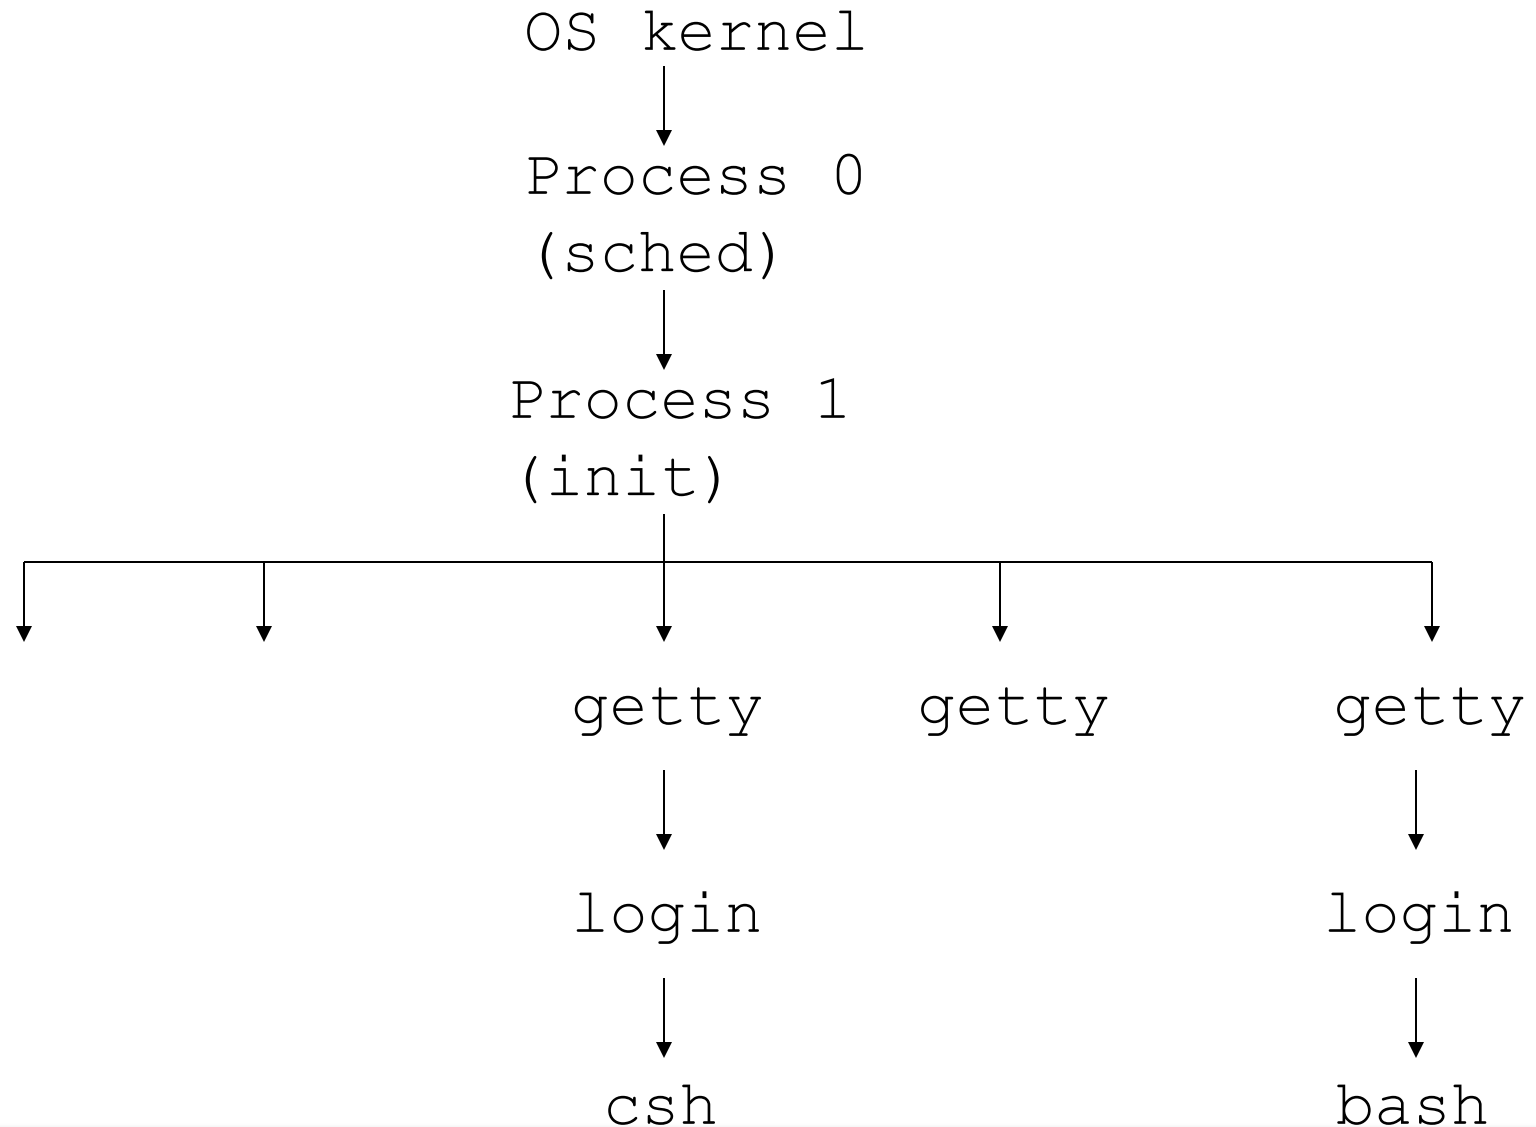 OS kernel
Process 0
(sched)
Process 1
(init)
getty getty getty
login login
csh bash